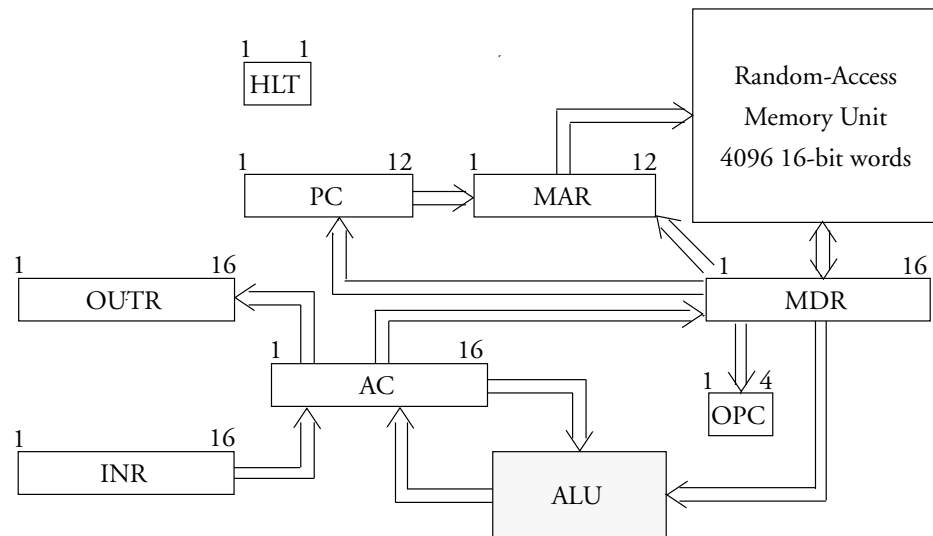 1 1
HLT
Random-Access
Memory Unit
4096 16-bit words
1 12
PC
1 12
MAR
1 16
OUTR
1 16
MDR
1 16
AC
1 4
OPC
1 16
INR
ALU